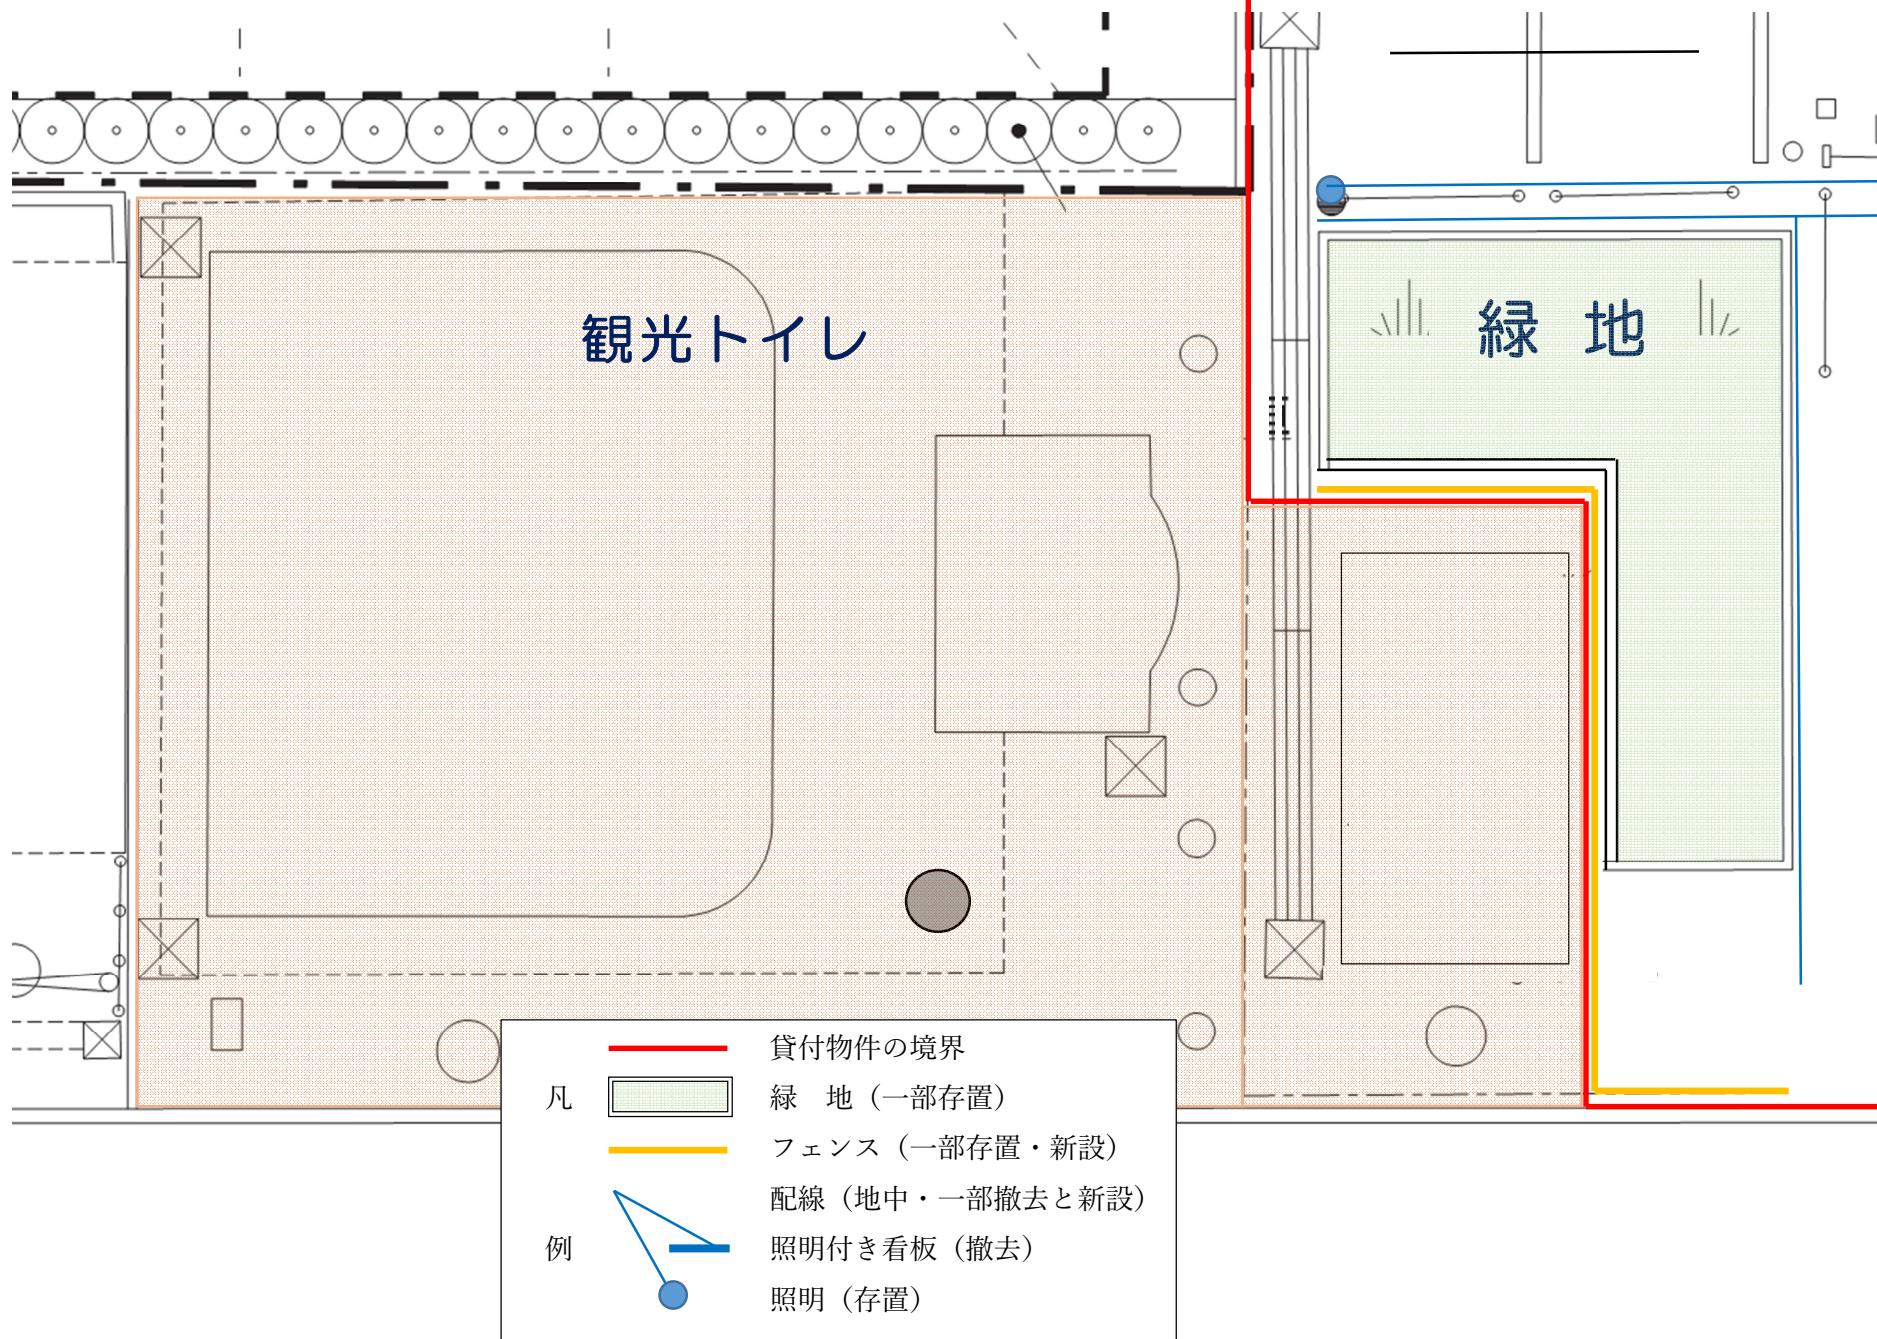 観光トイレ
緑 地
貸付物件の境界
凡
緑 地（一部存置）
フェンス（一部存置・新設）
配線（地中・一部撤去と新設）
例
照明付き看板（撤去）
照明（存置）